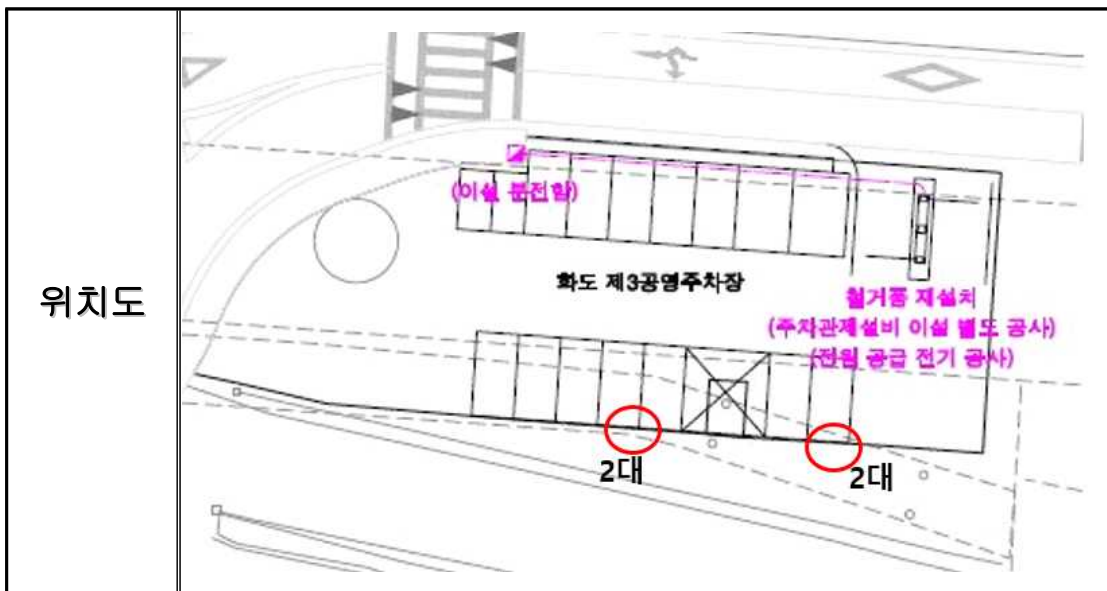 위치도
(이설 분전함)
화도 제3공영주차장
철거품 재설치
(주차관제설비 이설 별도 공사)
(전원 공급 전기 공사)
2대
2대